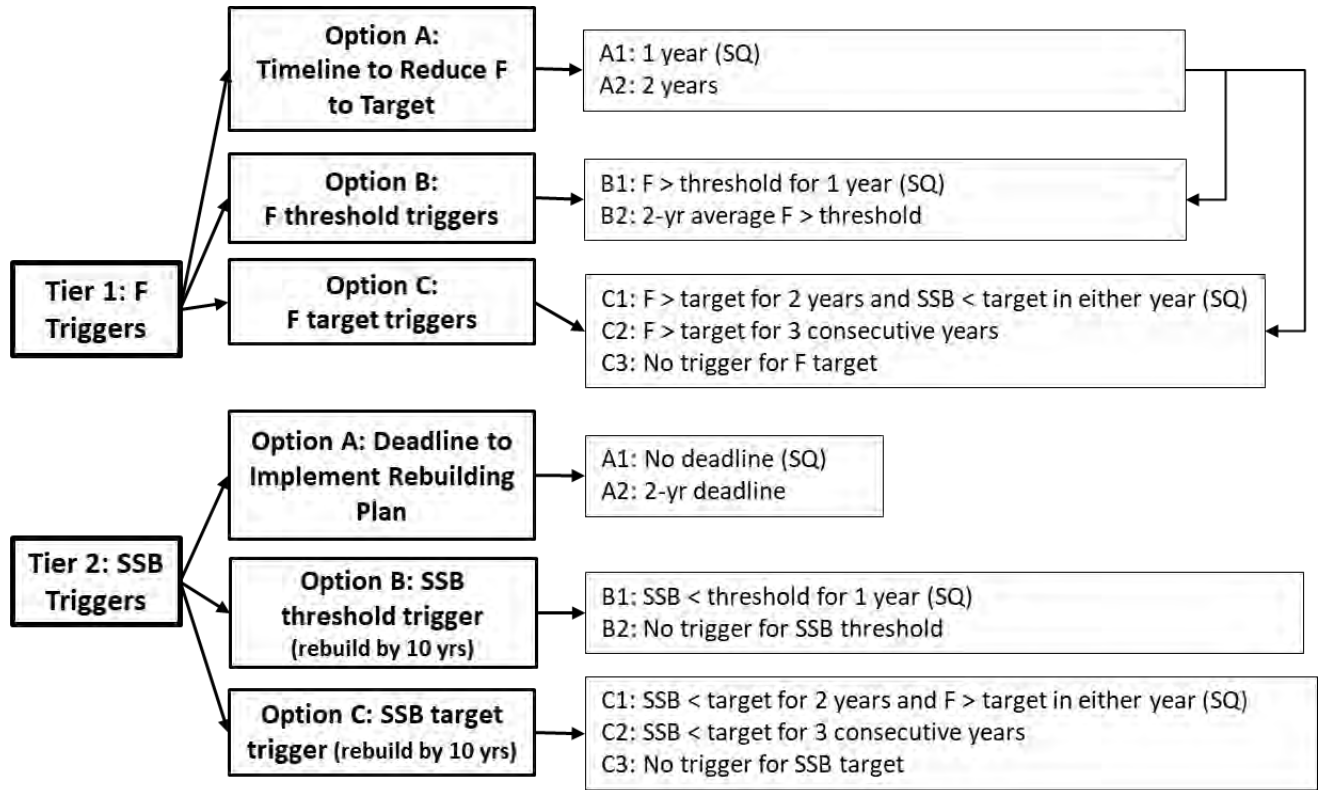 Option A:
Timeline to Reduce F
to Target
A1: 1 year (SQ)
A2: 2 years
Option B:
F threshold triggers
B1: F > threshold for 1 year (SQ)
B2: 2-yr average F > threshold
Tier 1: F
Triggers
Option C:
F target triggers
C1: F > target for 2 years and SSB < target in either year (SQ)
C2: F > target for 3 consecutive years
C3: No trigger for F target
Option A: Deadline to
Implement Rebuilding
Plan
A1: No deadline (SQ)
A2: 2-yr deadline
Tier 2: SSB
Triggers
Option B: SSB
threshold trigger
(rebuild by 10 yrs)
B1: SSB < threshold for 1 year (SQ)
B2: No trigger for SSB threshold
Option C: SSB target
trigger (rebuild by 10 yrs)
C1: SSB < target for 2 years and F > target in either year (SQ)
C2: SSB < target for 3 consecutive years
C3: No trigger for SSB target